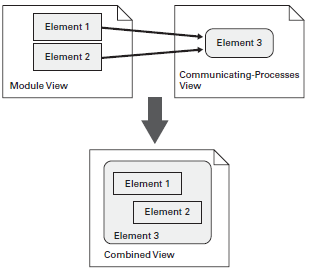 Element 1
Element 2
Module View
Element 3
Communicating-Processes
View
Element 1
Element 2
Element 3
Combined View